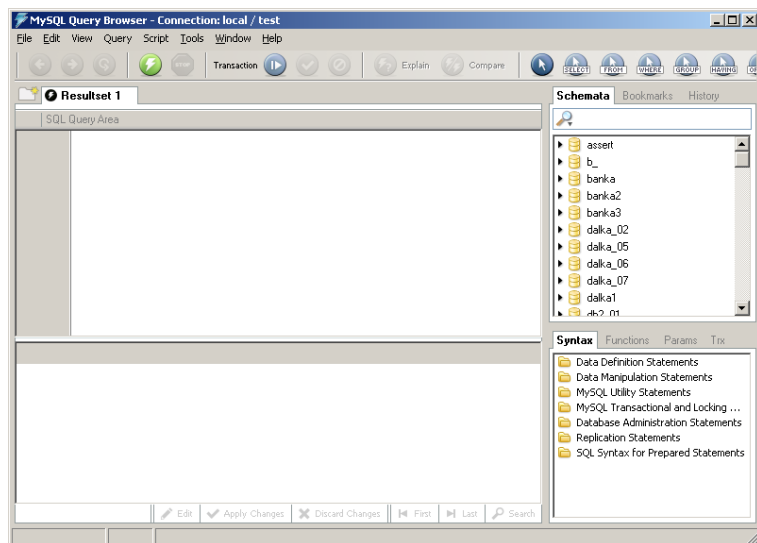 MySQL Query Browser - Connection: local / test
File Edit View Query Script Tools Window Help
STOP Transaction Explain Compare SELECT FROM WHERE GROUP HAVING
Resultset 1
SQL Query Area
Schemata Bookmarks History
assert
b_
banka
banka2
banka3
dalka_02
dalka_05
dalka_06
dalka_07
dalka1
db2_01
Syntax Functions Params Trx
Data Definition Statements
Data Manipulation Statements
MySQL Utility Statements
MySQL Transactional and Locking ...
Database Administration Statements
Replication Statements
SQL Syntax for Prepared Statements
Edit Apply Changes Discard Changes First Last Search